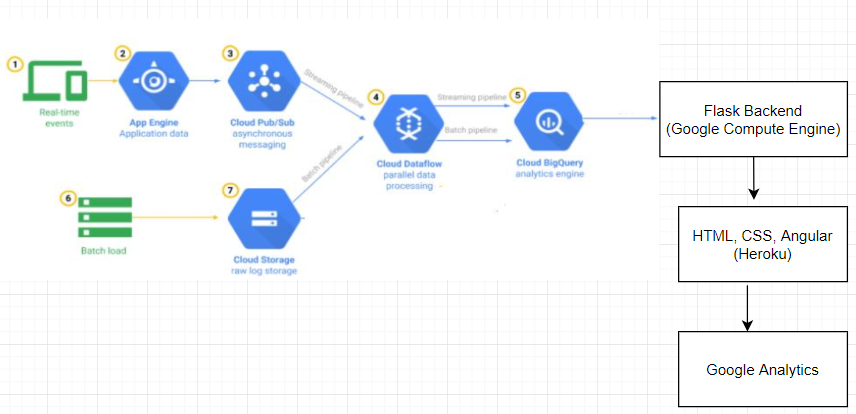 1
Real-time
events
2
App Engine
Application data
3
Cloud Pub/Sub
asynchronous
messaging
Streaming pipeline
Batch pipeline
4
Cloud Dataflow
parallel data
processing
Streaming pipeline
Batch pipeline
5
Cloud BigQuery
analytics engine
6
Batch load
7
Cloud Storage
raw log storage
Flask Backend
(Google Compute Engine)
HTML, CSS, Angular
(Heroku)
Google Analytics